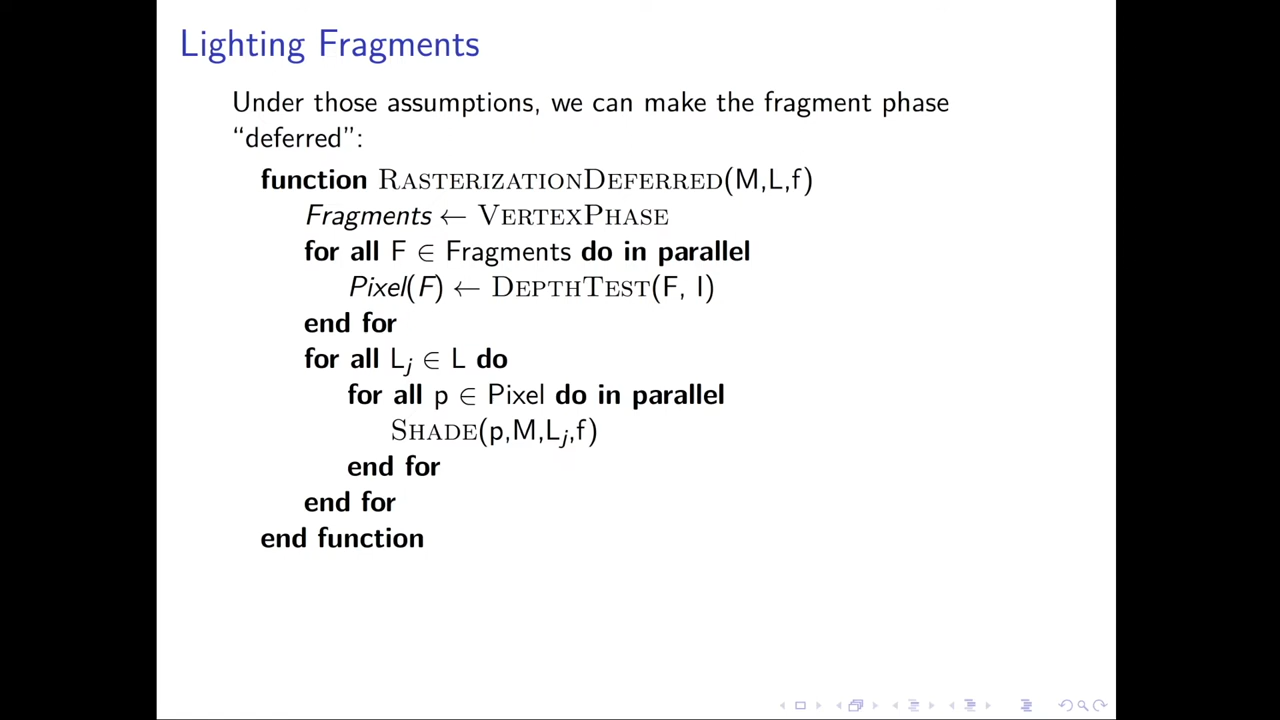 Lighting Fragments
Under those assumptions, we can make the fragment phase
“deferred”:
function RasterizationDeferred(M,L,f)
Fragments ← VertexPhase
for all F ∈ Fragments do in parallel
Pixel(F) ← DepthTest(F, I)
end for
for all Lj ∈ L do
for all p ∈ Pixel do in parallel
Shade(p,M,Lj,f)
end for
end for
end function